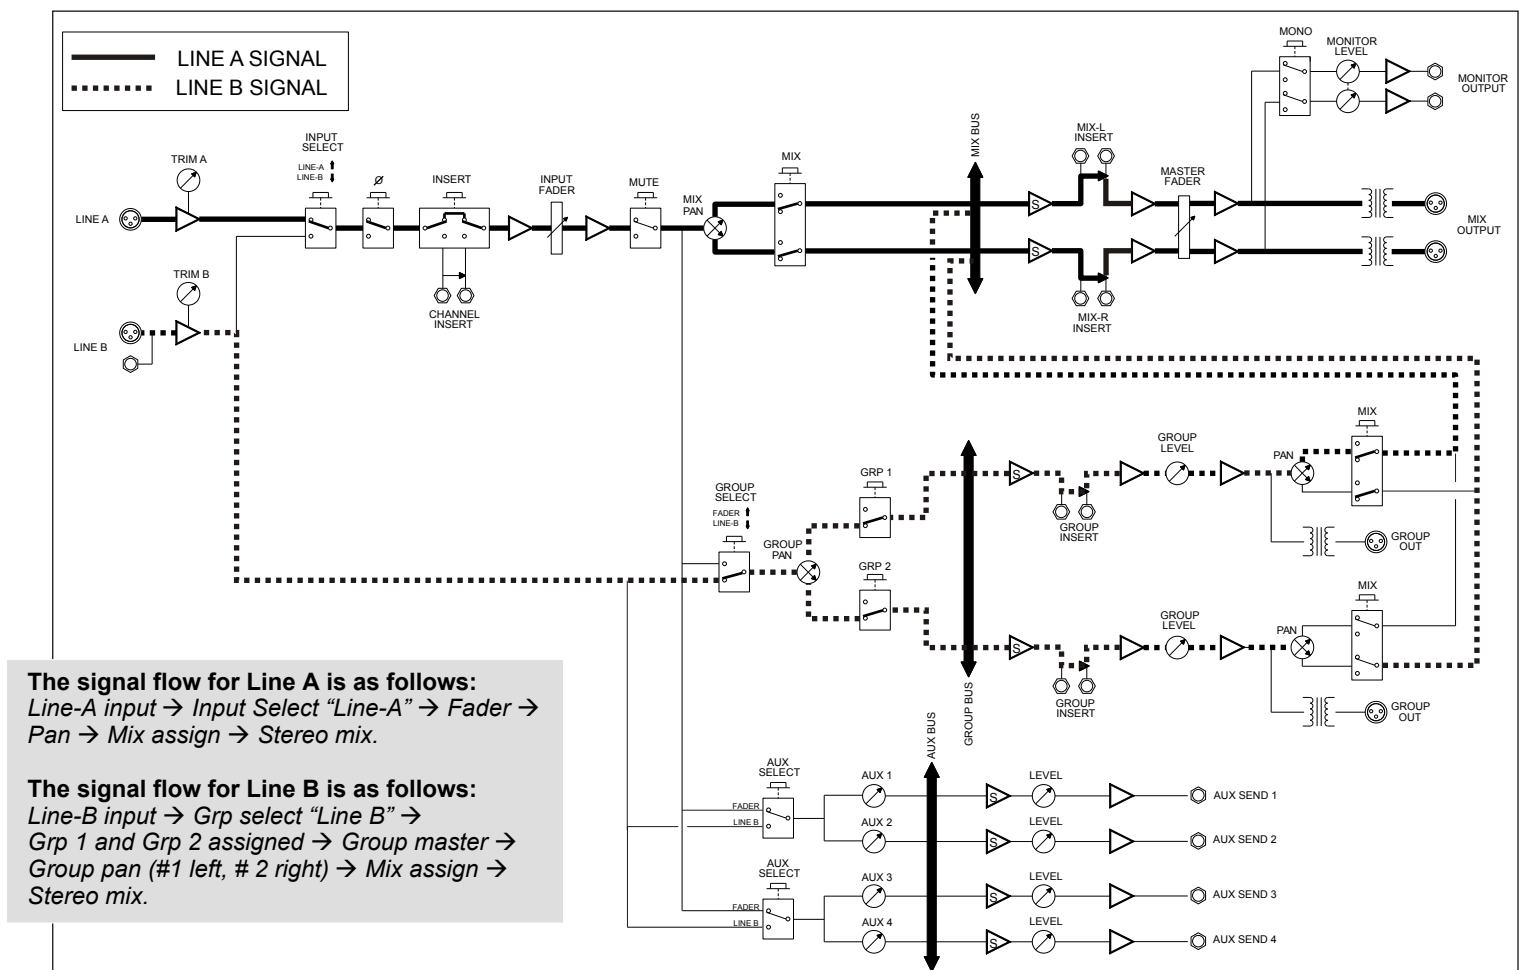 LINE A SIGNAL
LINE B SIGNAL
MONO
MONITOR
LEVEL
MONITOR
OUTPUT
INPUT
SELECT
LINE-A
LINE-B
TRIM A
ø
INSERT
INPUT
FADER
MUTE
MIX
PAN
MIX
MIX BUS
MIX-L
INSERT
MASTER
FADER
LINE A
S
MIX
OUTPUT
S
TRIM B
CHANNEL
INSERT
MIX-R
INSERT
LINE B
MIX
GROUP
LEVEL
PAN
GRP 1
S
GROUP
SELECT
FADER
LINE-B
GROUP
INSERT
GROUP
OUT
GROUP
PAN
GRP 2
MIX
GROUP
LEVEL
PAN
S
GROUP
INSERT
GROUP
OUT
GROUP BUS
The signal flow for Line A is as follows:
Line-A input → Input Select “Line-A” → Fader →
Pan → Mix assign → Stereo mix.
The signal flow for Line B is as follows:
Line-B input → Grp select “Line B” →
Grp 1 and Grp 2 assigned → Group master →
Group pan (#1 left, # 2 right) → Mix assign →
Stereo mix.
AUX BUS
AUX
SELECT
FADER
LINE B
AUX 1
S
LEVEL
AUX SEND 1
AUX 2
S
LEVEL
AUX SEND 2
AUX
SELECT
FADER
LINE B
AUX 3
S
LEVEL
AUX SEND 3
AUX 4
S
LEVEL
AUX SEND 4